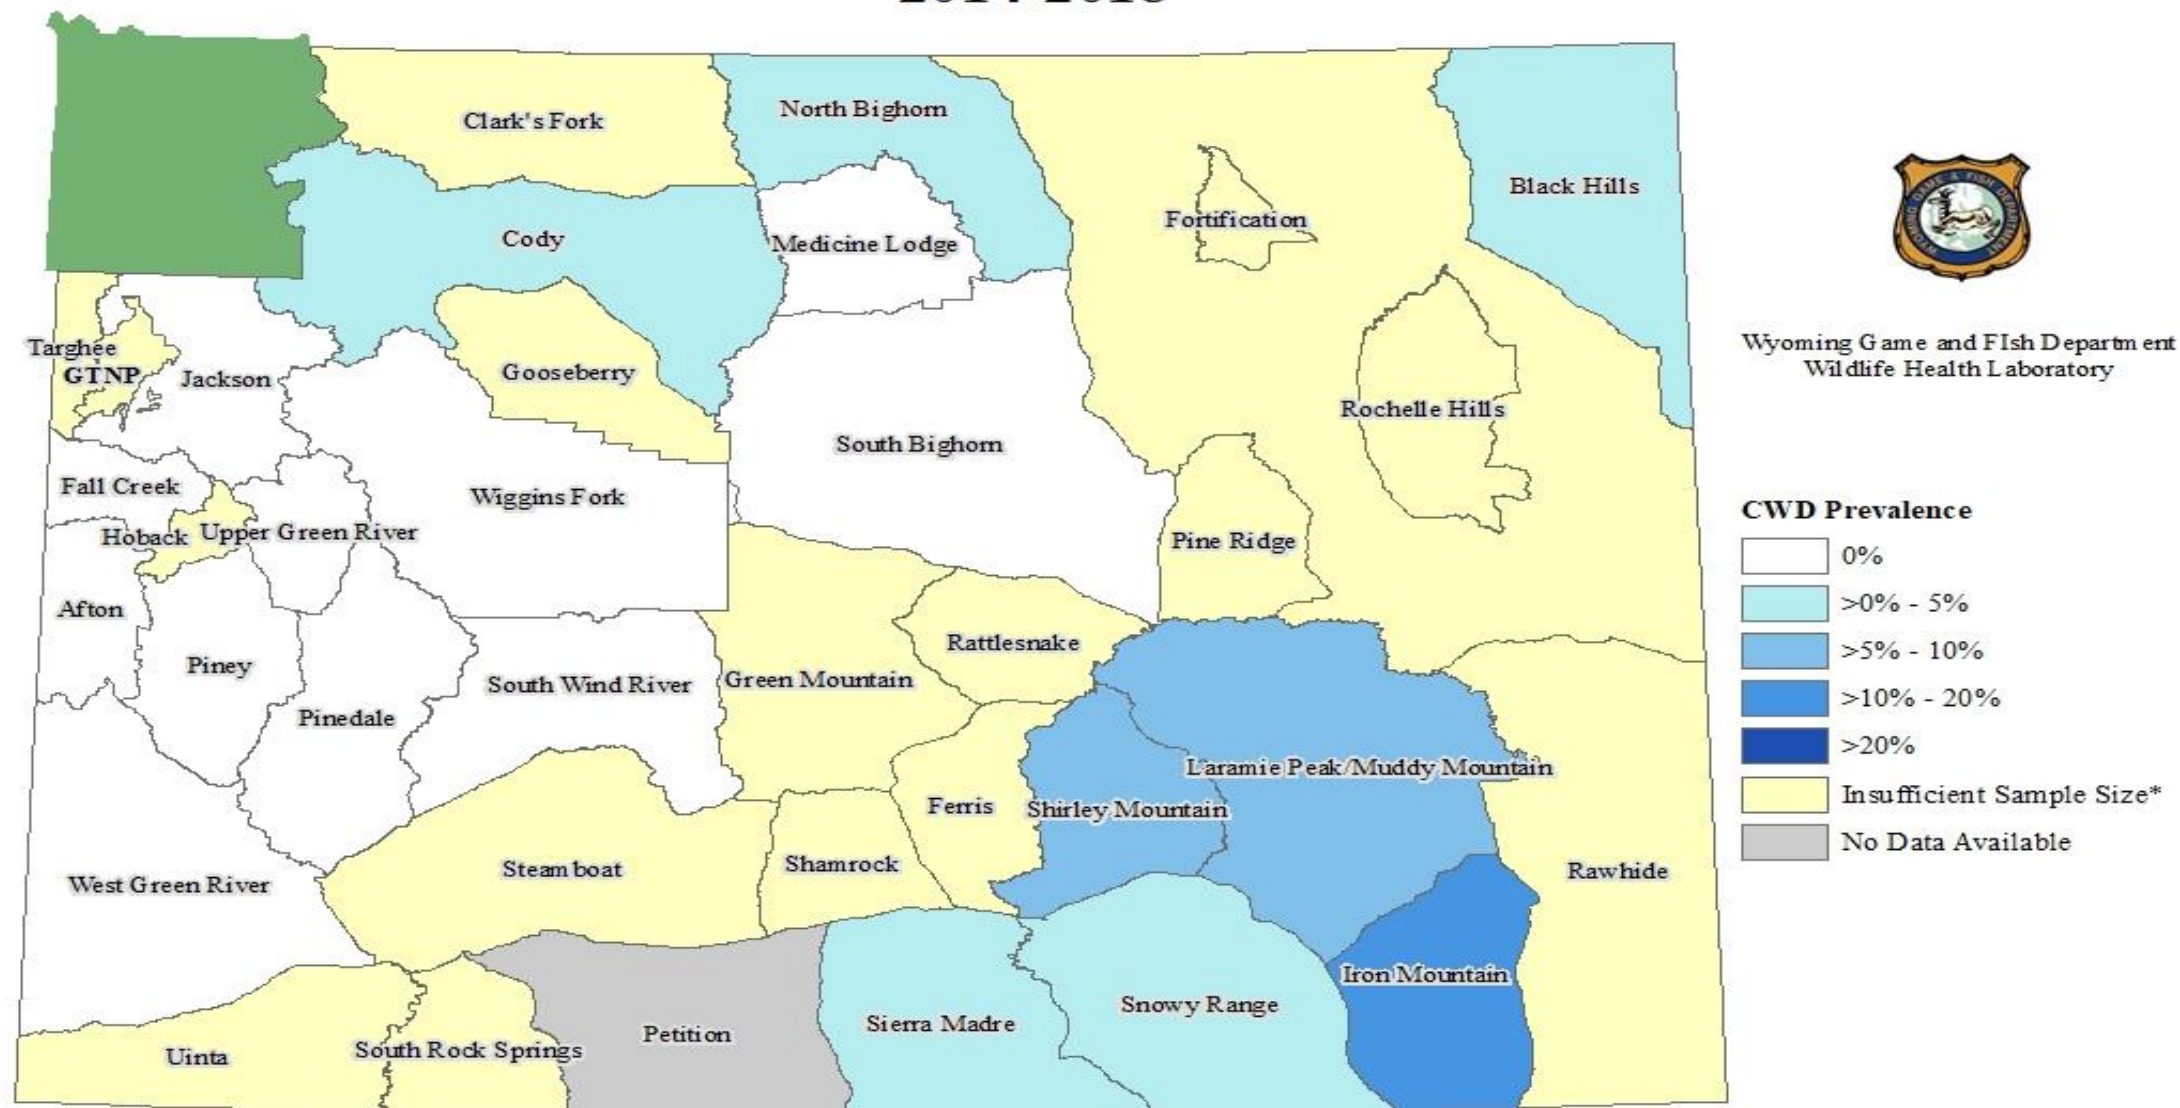 Clark's Fork
North Bighorn
Black Hills
Cody
Medicine Lodge
Fortification
Targhee
GTNP
Jackson
Gooseberry
Rochelle Hills
South Bighorn
Fall Creek
Wiggins Fork
Hoback
Upper Green River
Pine Ridge
Afton
Piney
Rattlesnake
Green Mountain
South Wind River
Pinedale
Laramie Peak/Muddy Mountain
Ferris
Shirley Mountain
Steamboat
Shamrock
Rawhide
West Green River
Iron Mountain
Snowy Range
Sierra Madre
Petition
South Rock Springs
Uinta
Wyoming Game and FIsh Department
Wildlife Health Laboratory
CWD Prevalence
0%
>0% - 5%
>5% - 10%
>10% - 20%
>20%
Insufficient Sample Size*
No Data Available